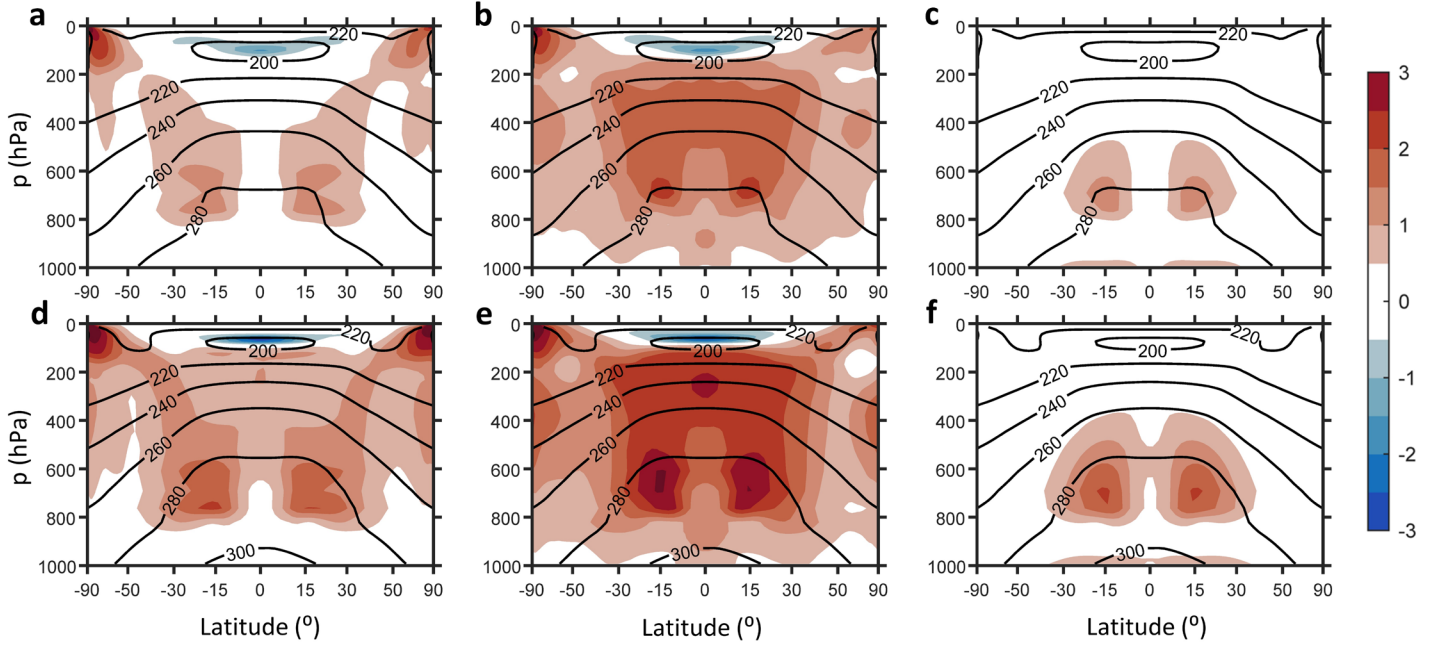 a b c
0 220 220 3
200 200 200 200
220 220 220 2
400 240 240 240
p (hPa) 600 260 260 260 1
800 280 280 280
1000
-90 -50 -30 -15 0 15 30 50 90 -90 -50 -30 -15 0 15 30 50 90 -90 -50 -30 -15 0 15 30 50 90 0
d e f
0 220 220 220 -1
200 200 200 200
220 220 220
400 240 240 240 -2
p (hPa) 600 260 260 260
280 280 280 -3
800
1000 300 300
-90 -50 -30 -15 0 15 30 50 90 -90 -50 -30 -15 0 15 30 50 90 -90 -50 -30 -15 0 15 30 50 90
Latitude (⁰) Latitude (⁰) Latitude (⁰)